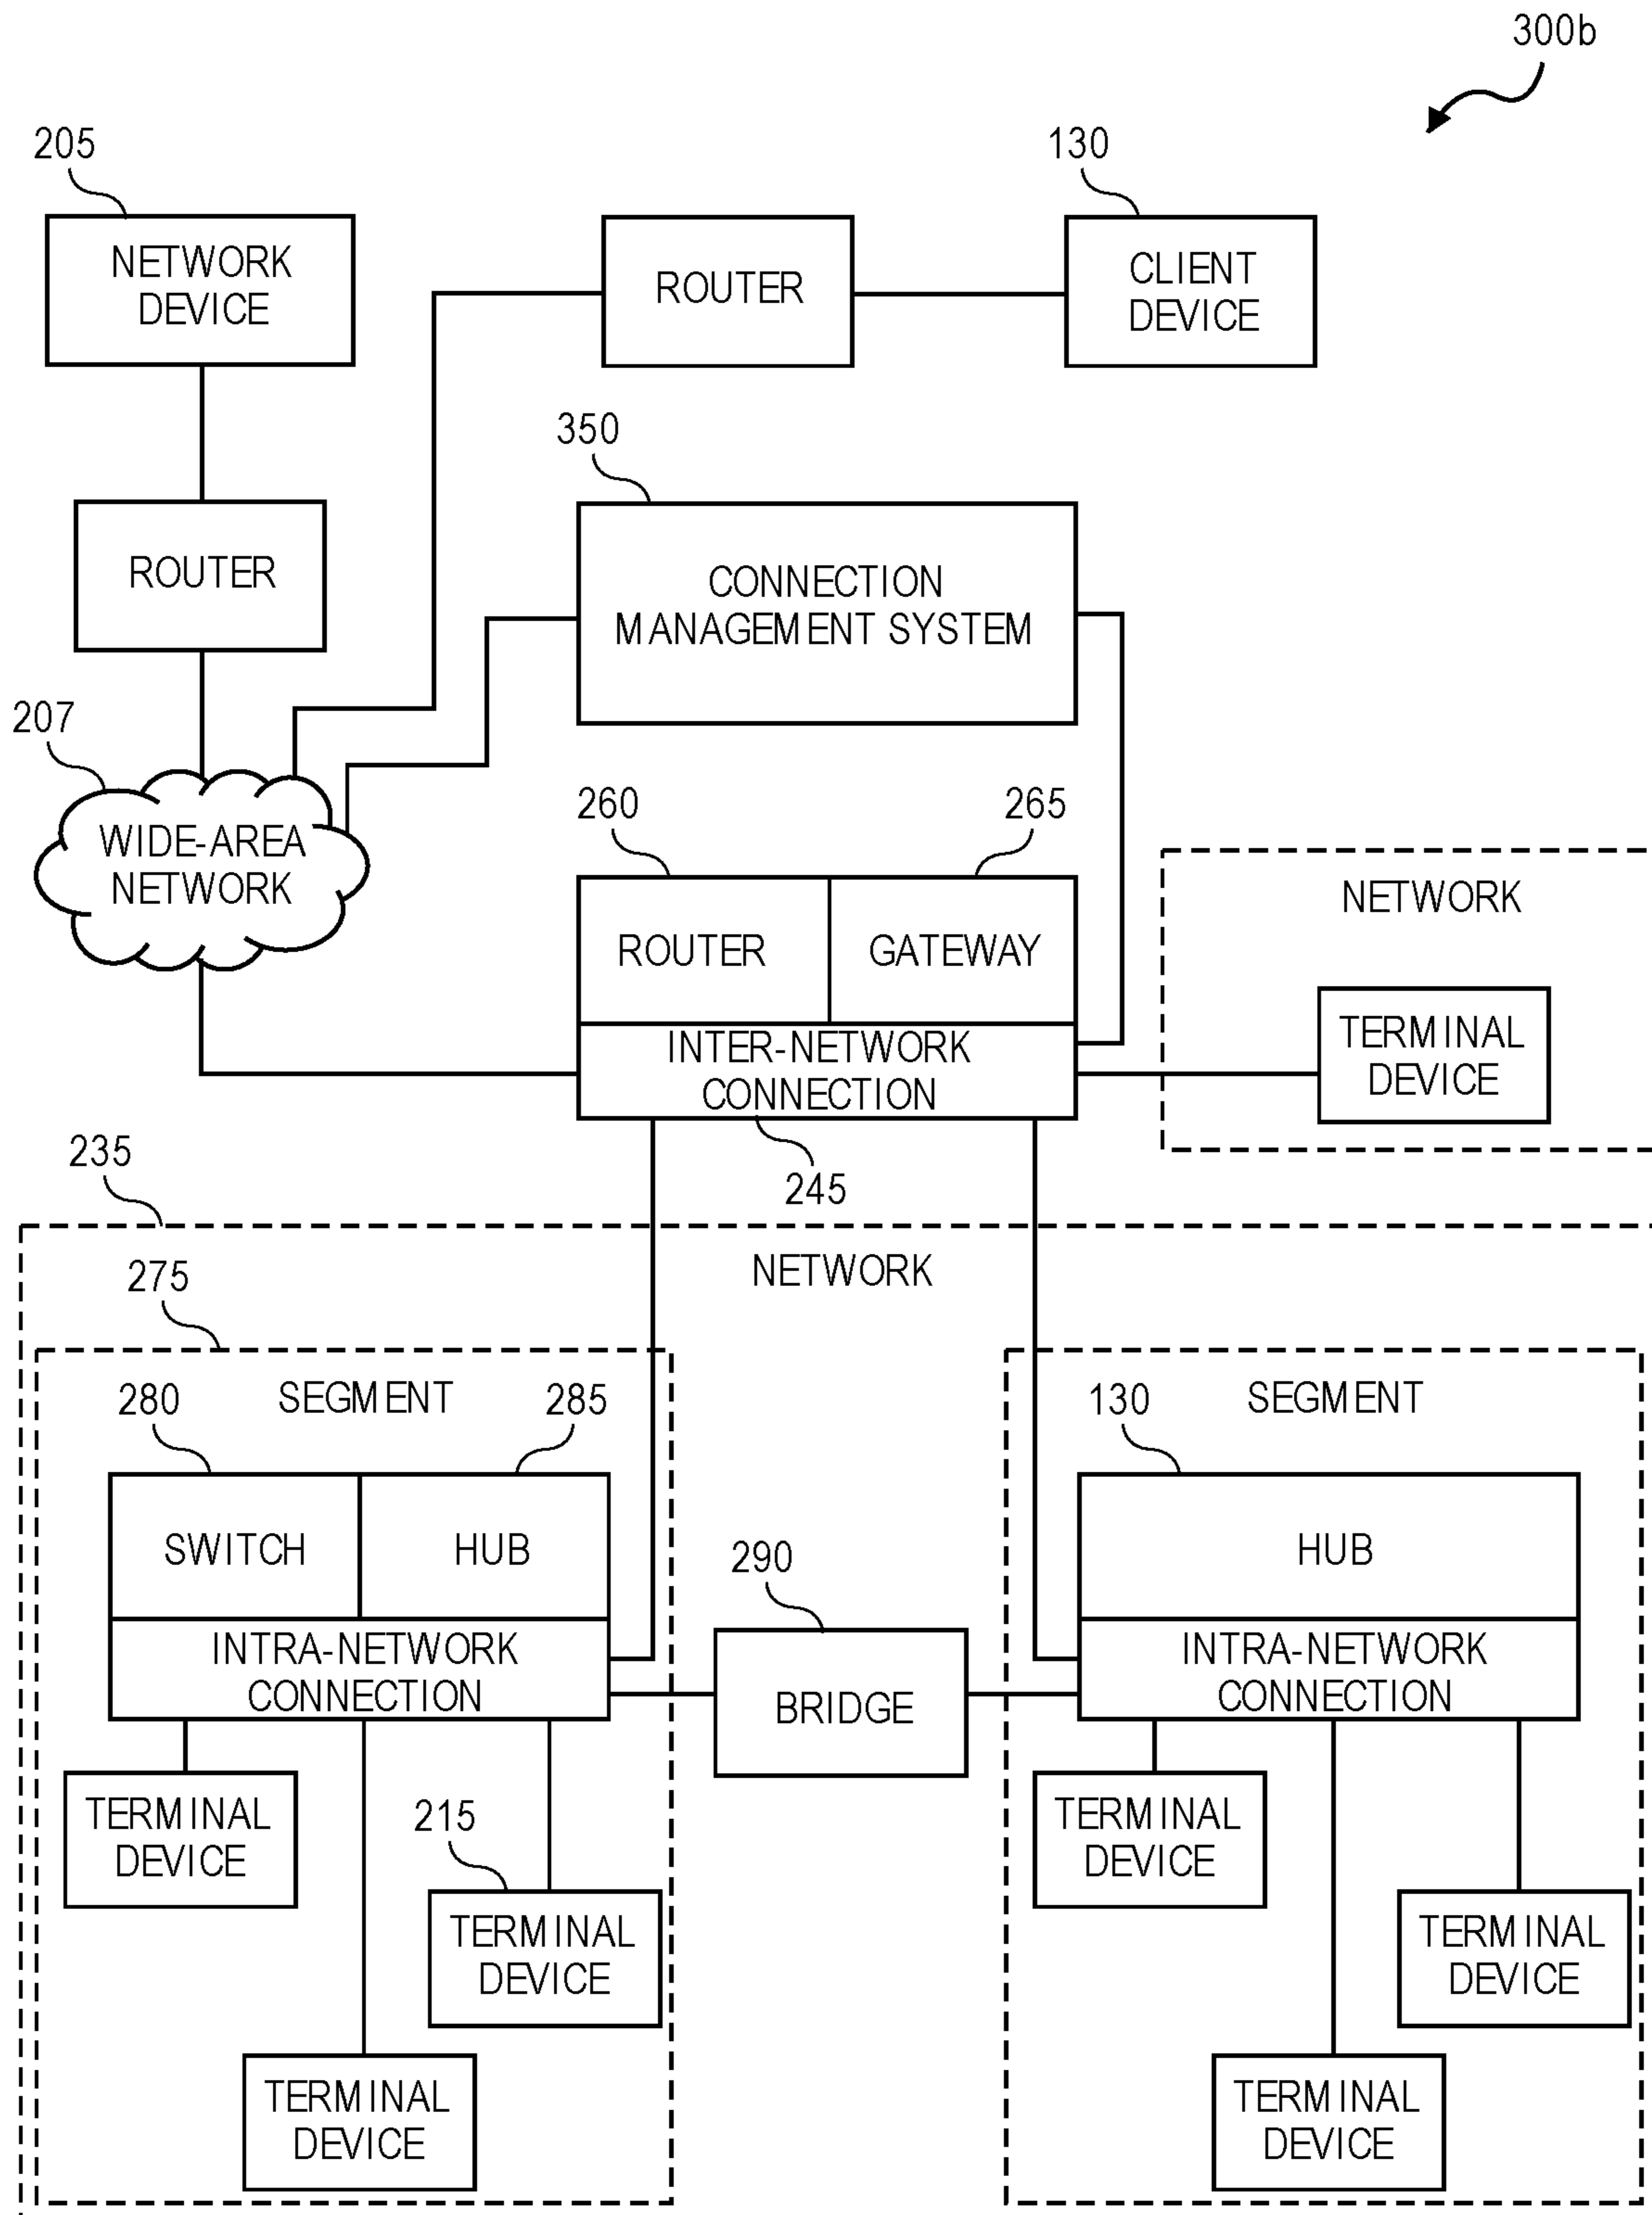 300b
205
130
NETWORK
DEVICE
ROUTER
CLIENT
DEVICE
350
ROUTER
CONNECTION
MANAGEMENT SYSTEM
207
260
265
WIDE-AREA
NETWORK
NETWORK
ROUTER
GATEWAY
TERMINAL
DEVICE
INTER-NETWORK
CONNECTION
235
245
275
NETWORK
280
SEGMENT
285
130
SEGMENT
SWITCH
HUB
290
HUB
INTRA-NETWORK
CONNECTION
BRIDGE
INTRA-NETWORK
CONNECTION
TERMINAL
DEVICE
215
TERMINAL
DEVICE
TERMINAL
DEVICE
TERMINAL
DEVICE
TERMINAL
DEVICE
TERMINAL
DEVICE